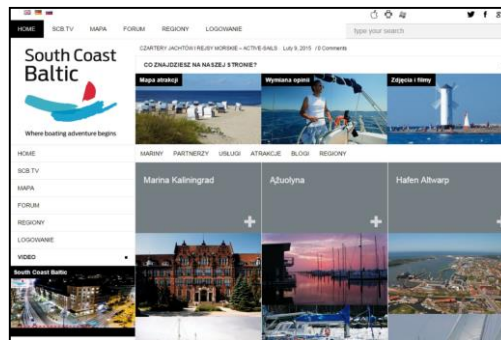 HOME SCB TV MAPA FORUM REGIONY LOGOWANIE
type your search
South Coast
Baltic
Where boating adventure begins
CZARTERY JACHTÓW I REJSY MORSKIE – ACTIVE-SAILS Luty 9, 2015 / 0 Comments
CO ZNAJDZIESZ NA NASZEJ STRONIE?
Mapa atrakcji
Wymiana opinii
Zdjęcia i filmy
HOME
SCB TV
MAPA
FORUM
REGIONY
LOGOWANIE
VIDEO
South Coast Baltic
MARINY PARTNERZY USŁUGI ATRAKCJE BLOGI REGIONY
Marina Kaliningrad
Ąžuolyna
Hafen Altwarp